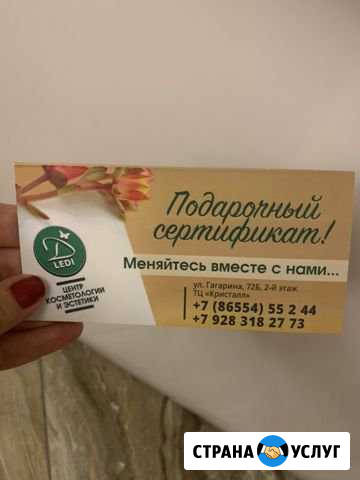 Подарочный
сертификат!
LEDI
Меняйтесь вместе с нами...
ЦЕНТР
КОСМЕТОЛОГИИ
И ЭСТЕТИКИ
ул. Гагарина, 72Б, 2-й этаж
ТЦ «Кристалл»
+7 (86554) 55 2 44
+7 928 318 27 73
СТРАНА УСЛУГ